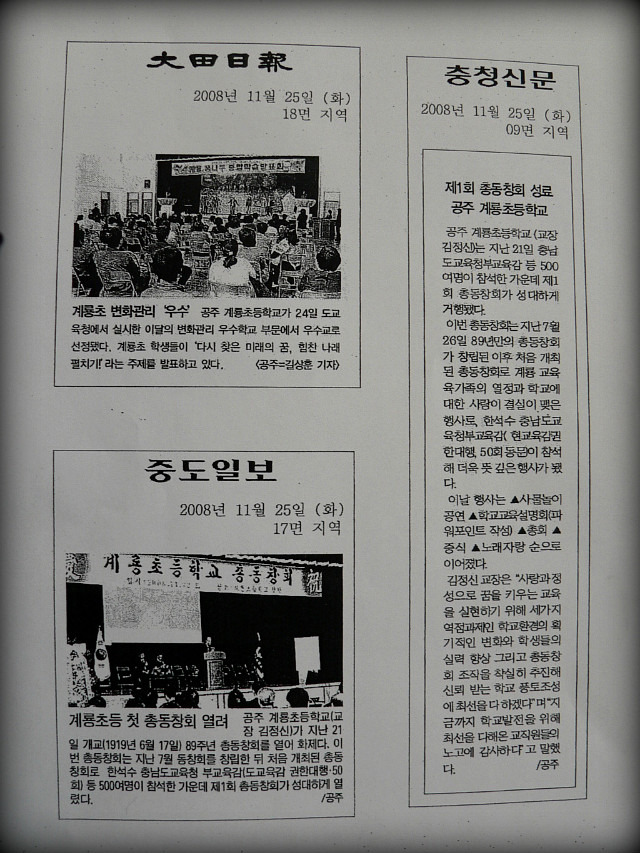 大田日報
2008년 11월 25일 (화)
18면 지역
계룡초 변화관리 '우수' 공주 계룡초등학교가 24일 도교
육청에서 실시한 이달의 변화관리 우수학교 부문에서 우수교로
선정됐다. 계룡초 학생들이 '다시 찾은 미래의 꿈, 힘찬 나래
펼치기!' 라는 주제를 발표하고 있다. 〈공주=길상훈 기자〉
중도일보
2008년 11월 25일 (화)
17면 지역
계룡초등학교 총동창회 祝
계룡초등 첫 총동창회 열려 공주 계룡초등학교(교
장 김정신)가 지난 21
일 개교(1919년 6월 17일) 89주년 총동창회를 열어 화제다. 이
번 총동창회는 지난 7월 동창회를 창립한 뒤 처음 개최된 총동
창회로 한석수 충남도교육청 부교육감(도교육감 권한대행·50
회) 등 500여명이 참석한 가운데 제1회 총동창회가 성대하게 열
렸다. /공주
충청신문
2008년 11월 25일 (화)
09면 지역
제1회 총동창회 성료
공주 계룡초등학교
공주 계룡초등학교 (교장
김정신)는 지난 21일 충남
도교육청부교육감 등 500
여명이 참석한 가운데 제1
회 총동창회가 성대하게
거행됐다.
이번 총동창회는 지난 7월
26일 89년만의 총동창회
가 창립된 이후 처음 개최
된 총동창회로 계룡 교육
육가족의 열정과 학교에
대한 사랑이 결실이 맺은
행사로, 한석수 충남도교
육청부교육감( 현교육감권
한대행, 50회 동문이 참석
해 더욱 뜻 깊은 행사가 됐
다.
이날 행사는 ▲사물놀이
공연 ▲학교교육설명회(파
워포인트 작성) ▲총회 ▲
중식 ▲노래자랑 순으로
이어졌다.
김정신 교장은 "사랑과 정
성으로 꿈을 키우는 교육
을 실현하기 위해 세가지
역점과제인 학교환경의 획
기적인 변화와 학생들의
실력 향상 그리고 총동창
회 조직을 착실히 추진해
신뢰 받는 학교 풍토조성
에 최선을 다 하겠다" 며 "지
금까지 학교발전을 위해
최선을 다해온 교직원들의
노고에 감사하다" 고 말했
다. /공주